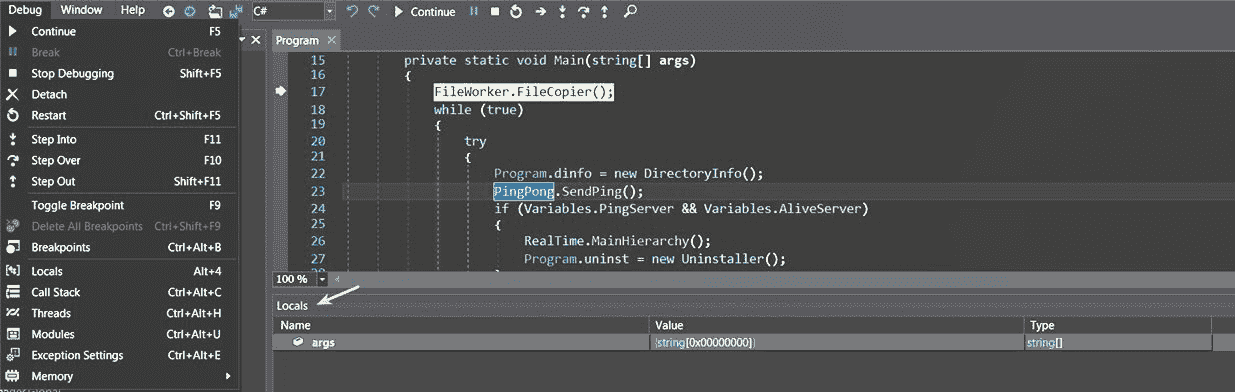 Debug Window Help C# Continue
Continue F5
Break Ctrl+Break
Stop Debugging Shift+F5
Detach
Restart Ctrl+Shift+F5
Step Into F11
Step Over F10
Step Out Shift+F11
Toggle Breakpoint F9
Delete All Breakpoints Ctrl+Shift+F9
Breakpoints Ctrl+Alt+B
Locals Alt+4
Call Stack Ctrl+Alt+C
Threads Ctrl+Alt+H
Modules Ctrl+Alt+U
Exception Settings Ctrl+Alt+E
Memory
Program
15 private static void Main(string[] args)
16 {
17 FileWorker.FileCopier();
18 while (true)
19 {
20 try
21 {
22 Program.dinfo = new DirectoryInfo();
23 PingPong.SendPing();
24 if (Variables.PingServer && Variables.AliveServer)
25 {
26 RealTime.MainHierarchy();
27 Program.uninst = new Uninstaller();
100 %
Locals
Name Value Type
args {string[0x00000000]} string[]